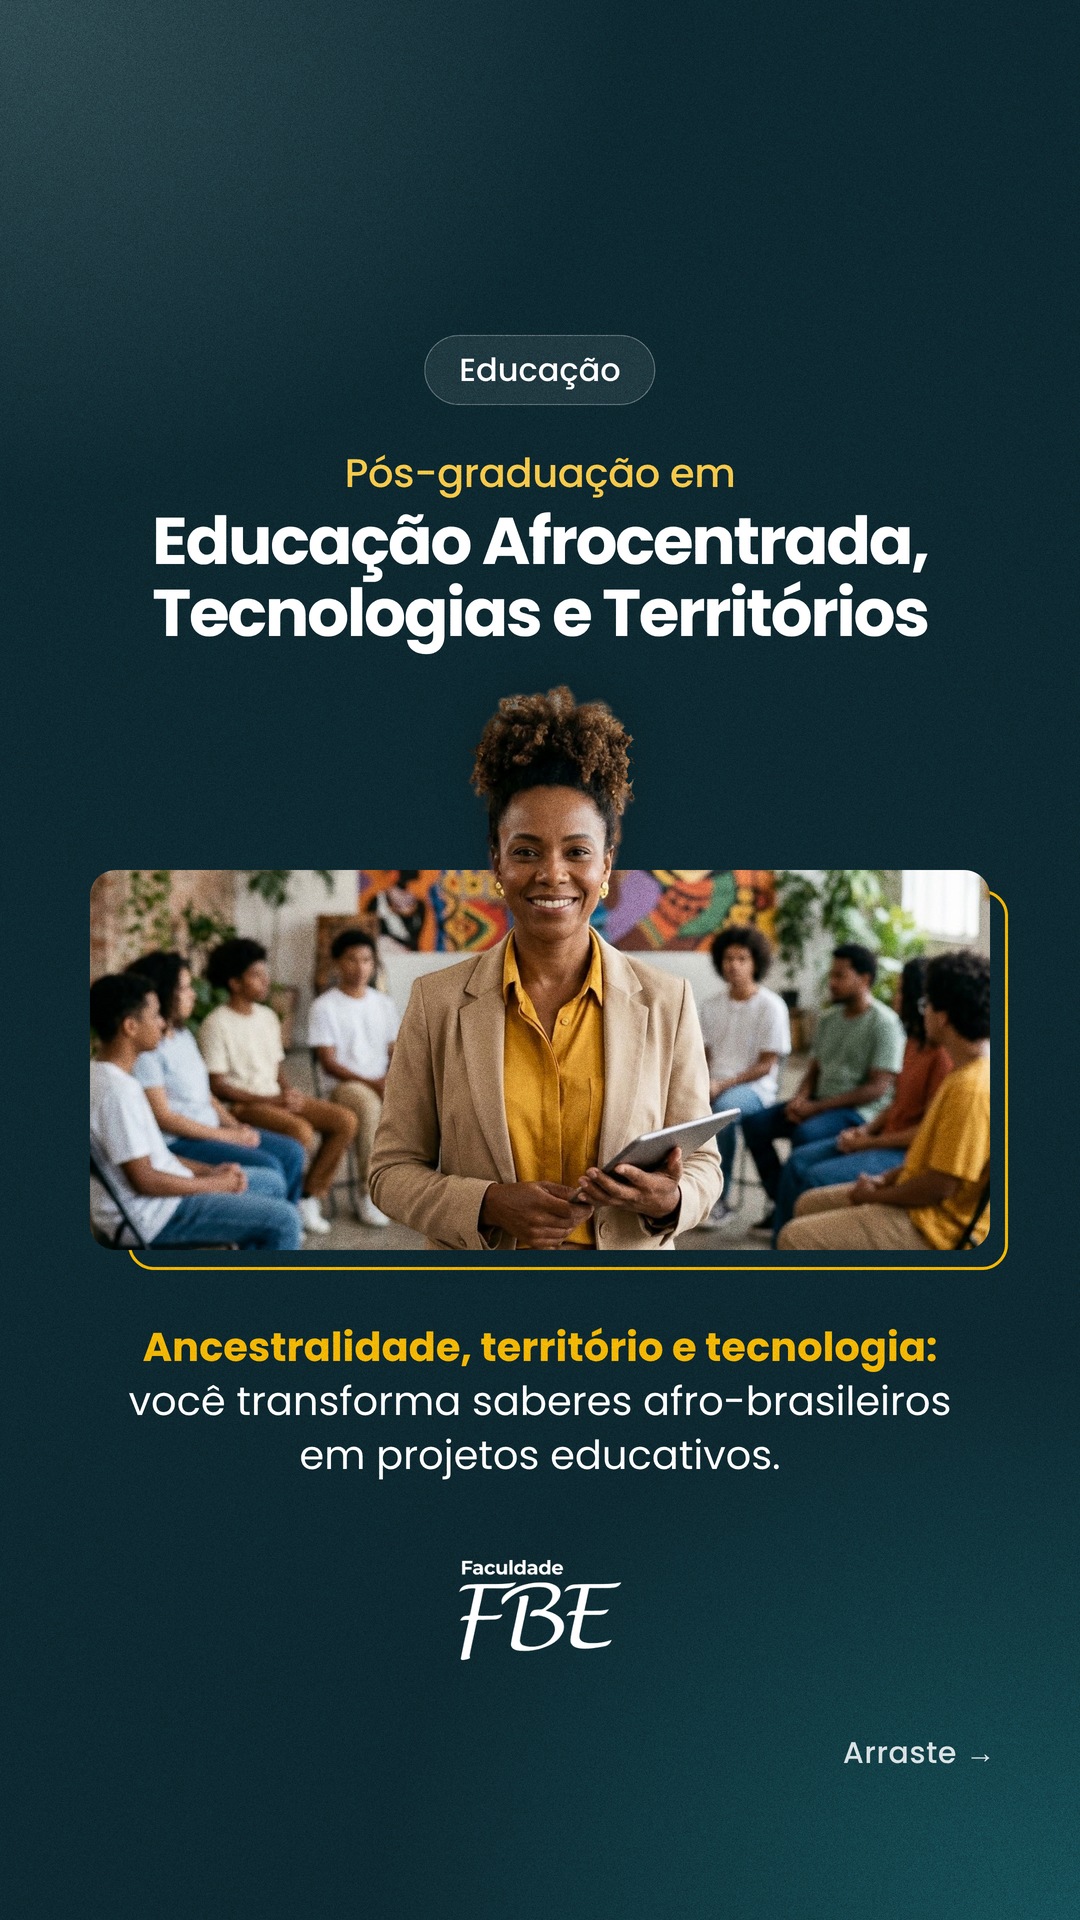 Educação
Pós-graduação em
Educação Afrocentrada,
Tecnologias e Territórios
Ancestralidade, território e tecnologia:
você transforma saberes afro-brasileiros
em projetos educativos.
Faculdade
FBE
Arraste →